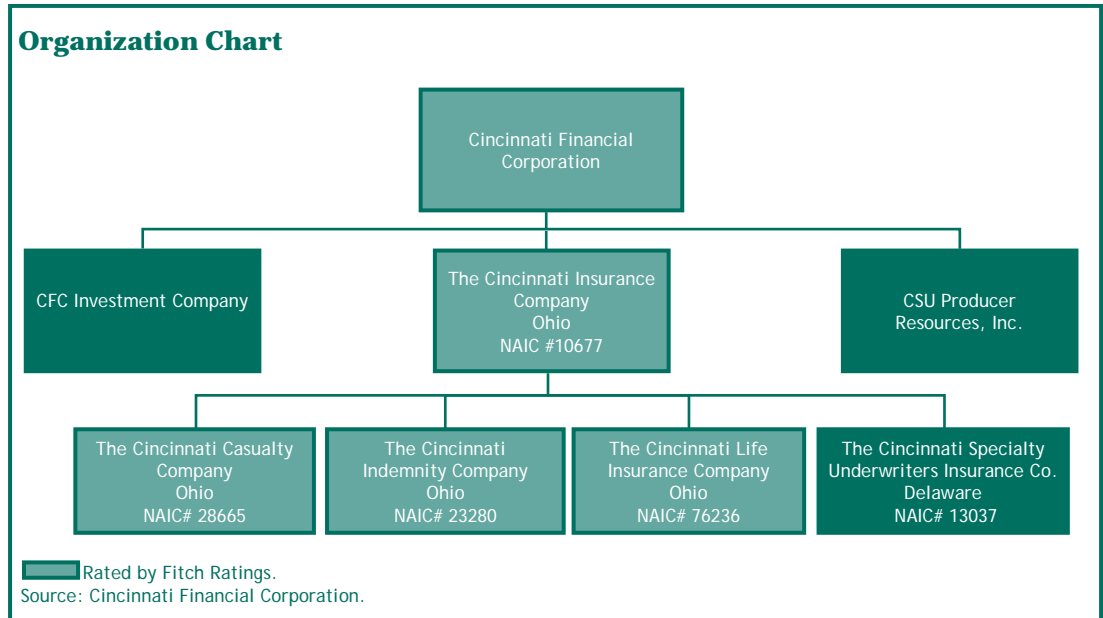 Organization Chart
Cincinnati Financial
Corporation
CFC Investment Company
The Cincinnati Insurance
Company
Ohio
NAIC #10677
CSU Producer
Resources, Inc.
The Cincinnati Casualty
Company
Ohio
NAIC# 28665
The Cincinnati
Indemnity Company
Ohio
NAIC# 23280
The Cincinnati Life
Insurance Company
Ohio
NAIC# 76236
The Cincinnati Specialty
Underwriters Insurance Co.
Delaware
NAIC# 13037
Rated by Fitch Ratings.
Source: Cincinnati Financial Corporation.